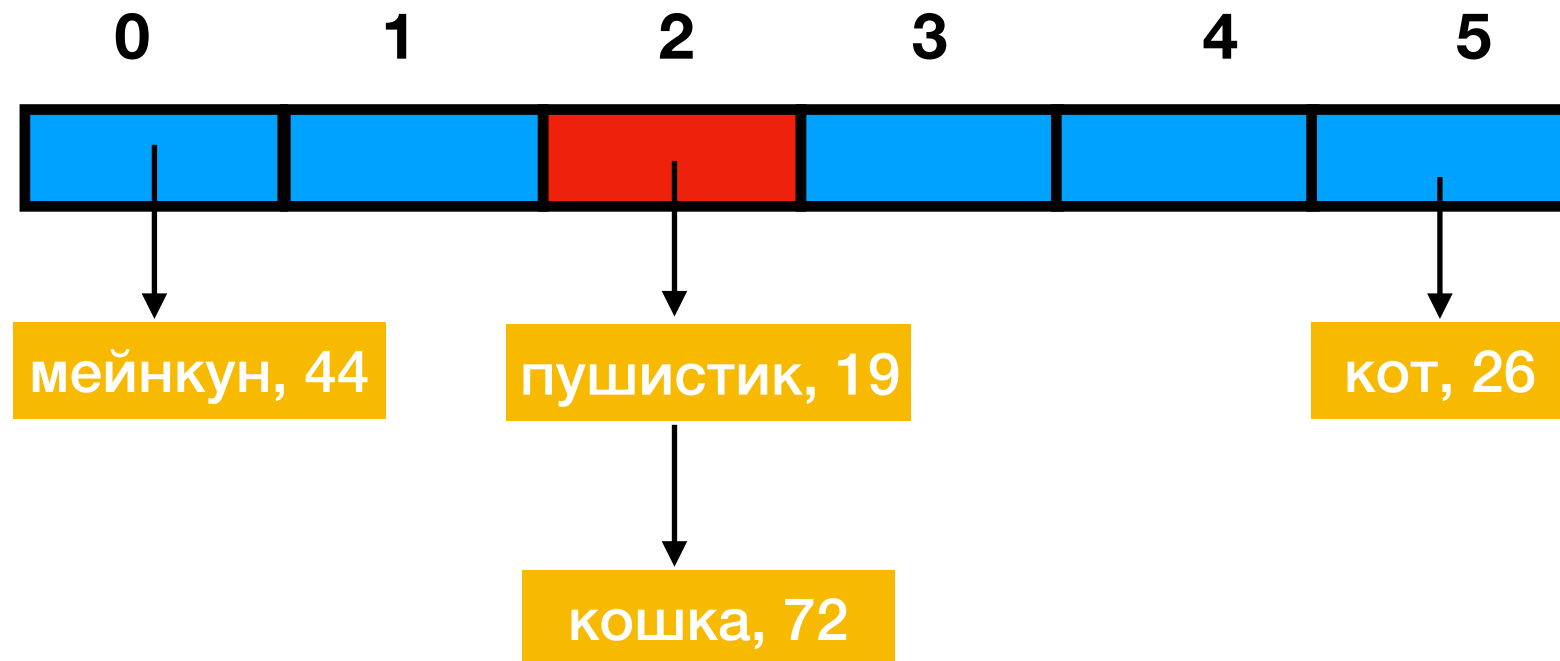 0 1 2 3 4 5
мейнкун, 44 пушистик, 19 кот, 26
кошка, 72